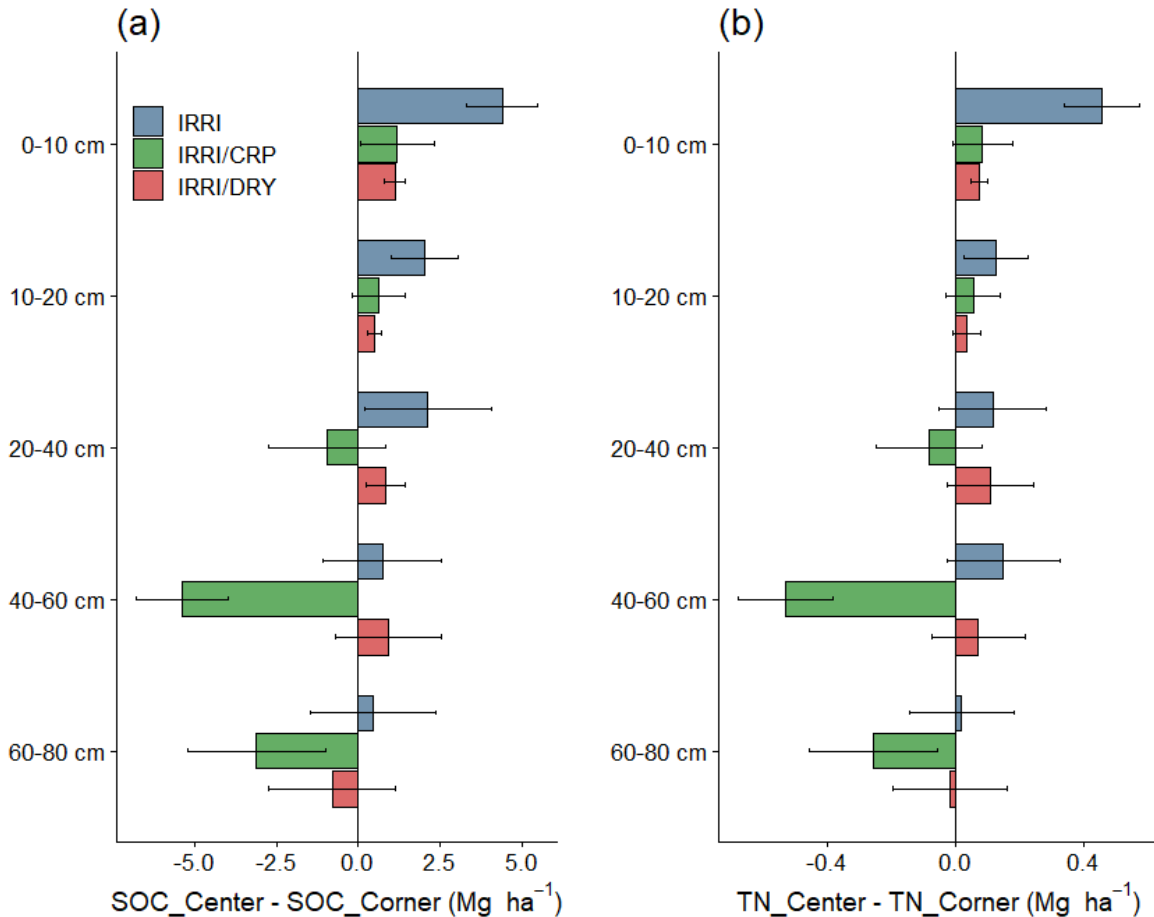 (a)
IRRI
IRRI/CRP
IRRI/DRY
0-10 cm
10-20 cm
20-40 cm
40-60 cm
60-80 cm
-5.0 -2.5 0.0 2.5 5.0
SOC_Center - SOC_Corner (Mg ha⁻¹)
(b)
0-10 cm
10-20 cm
20-40 cm
40-60 cm
60-80 cm
-0.4 0.0 0.4
TN_Center - TN_Corner (Mg ha⁻¹)